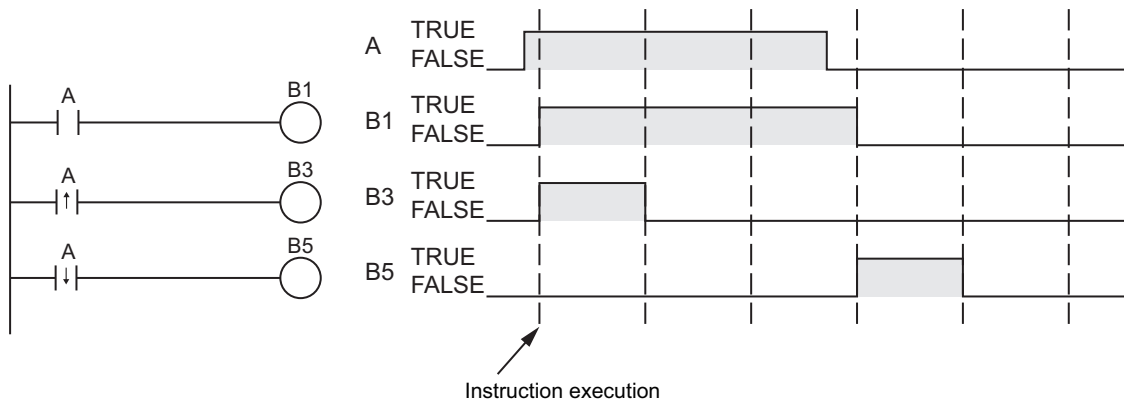 A
B1
A
↑
B3
A
↓
B5
A
TRUE
FALSE
B1
TRUE
FALSE
B3
TRUE
FALSE
B5
TRUE
FALSE
Instruction execution